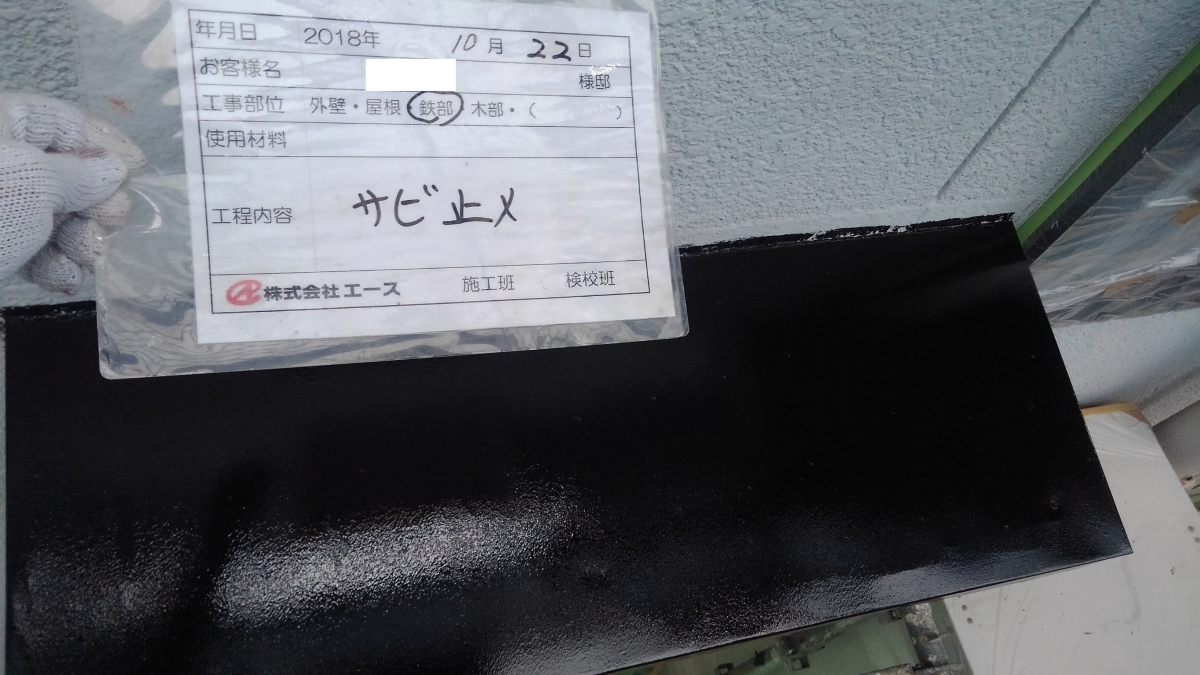 年月日 2018年 10月 22日
お客様名 様邸
工事部位 外壁・屋根・鉄部・木部・( )
使用材料
工程内容 サビ止メ
株式会社エース 施工班 検校班